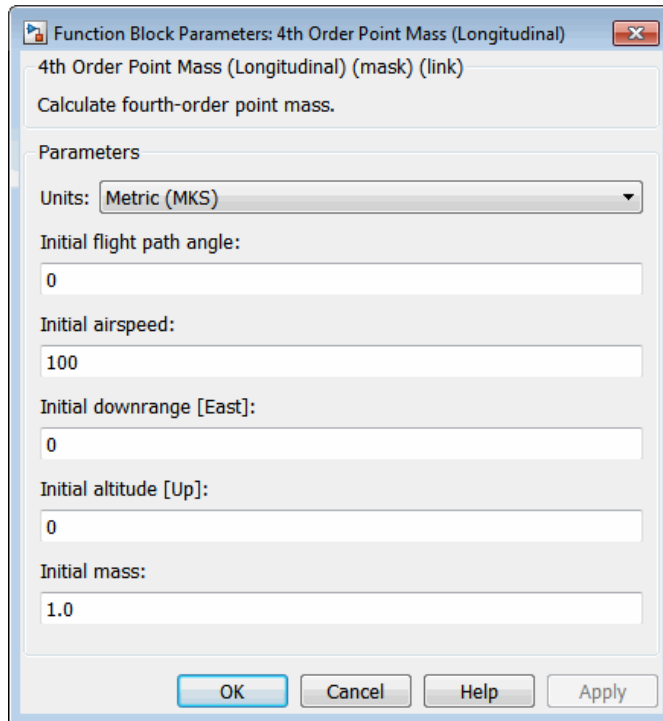 Function Block Parameters: 4th Order Point Mass (Longitudinal)
4th Order Point Mass (Longitudinal) (mask) (link)
Calculate fourth-order point mass.
Parameters
Units: Metric (MKS)
Initial flight path angle:
0
Initial airspeed:
100
Initial downrange [East]:
0
Initial altitude [Up]:
0
Initial mass:
1.0
OK Cancel Help Apply